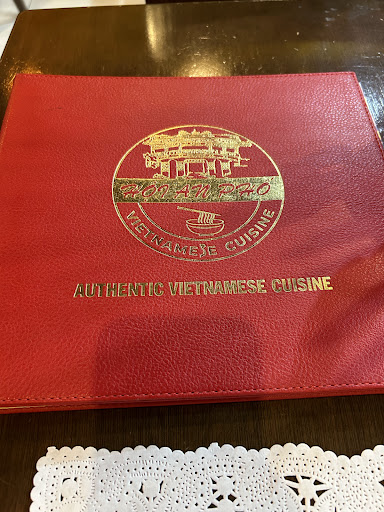 HOI AN PHO
VIETNAMESE CUISINE
AUTHENTIC VIETNAMESE CUISINE